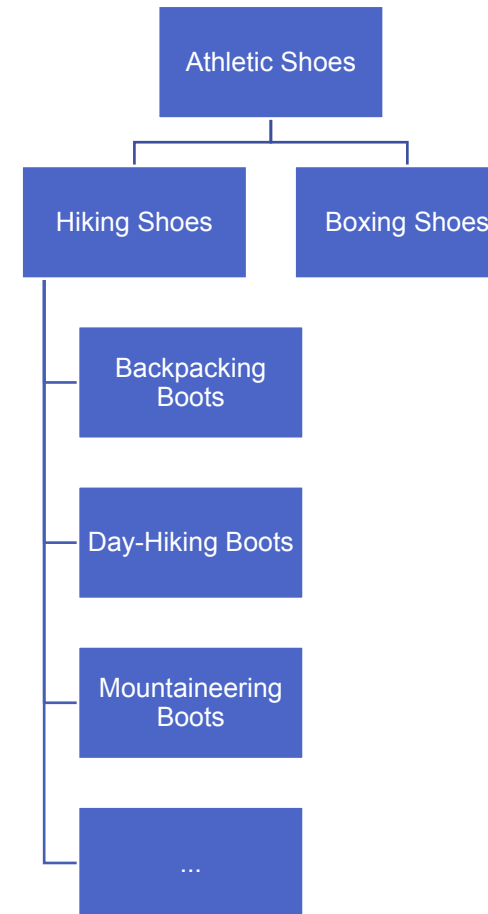 Athletic Shoes
Hiking Shoes
Boxing Shoes
Backpacking
Boots
Day-Hiking Boots
Mountaineering
Boots
...